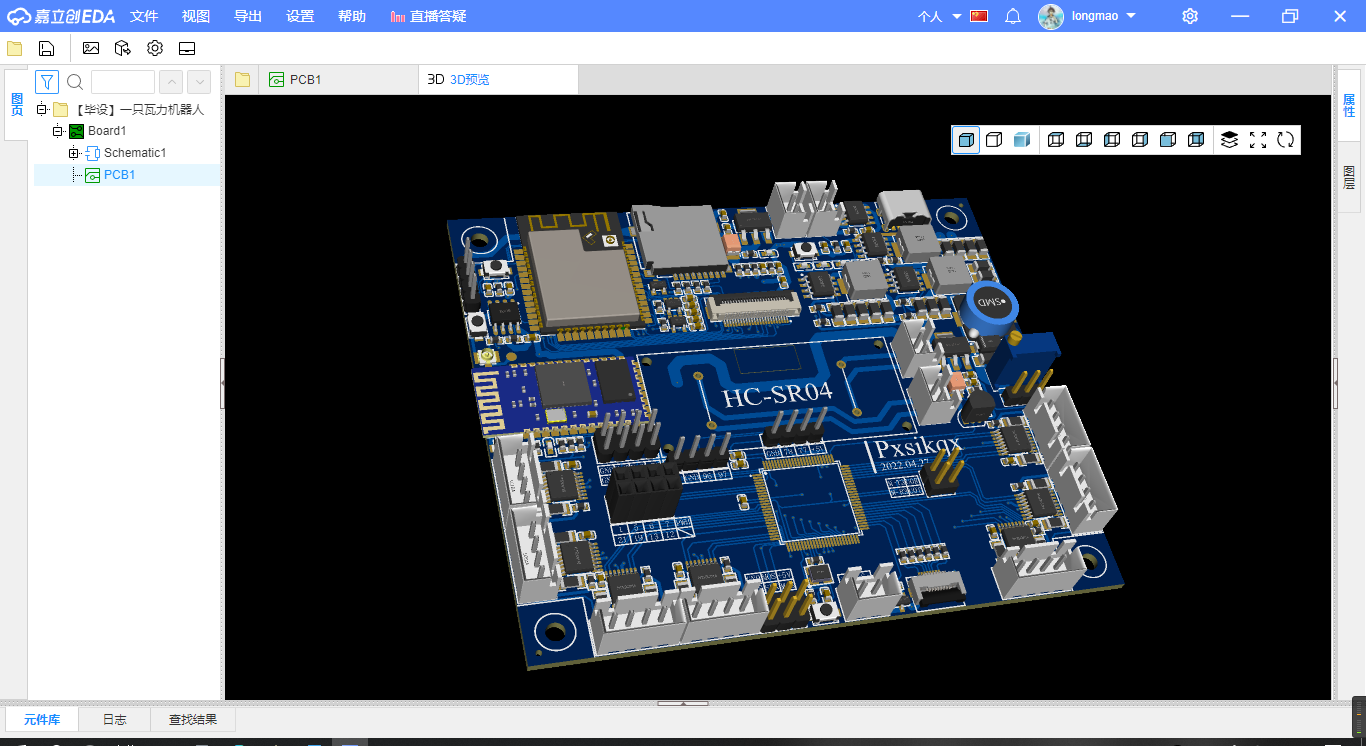 嘉立创EDA 文件 视图 导出 设置 帮助 直播答疑 个人 longmao
图页
PCB1 3D 3D预览
【毕设】一只瓦力机器人
Board1
Schematic1
PCB1
属性
图层
SMD
HC-SR04
Pxsikqx
2022.04.27
元件库 日志 查找结果